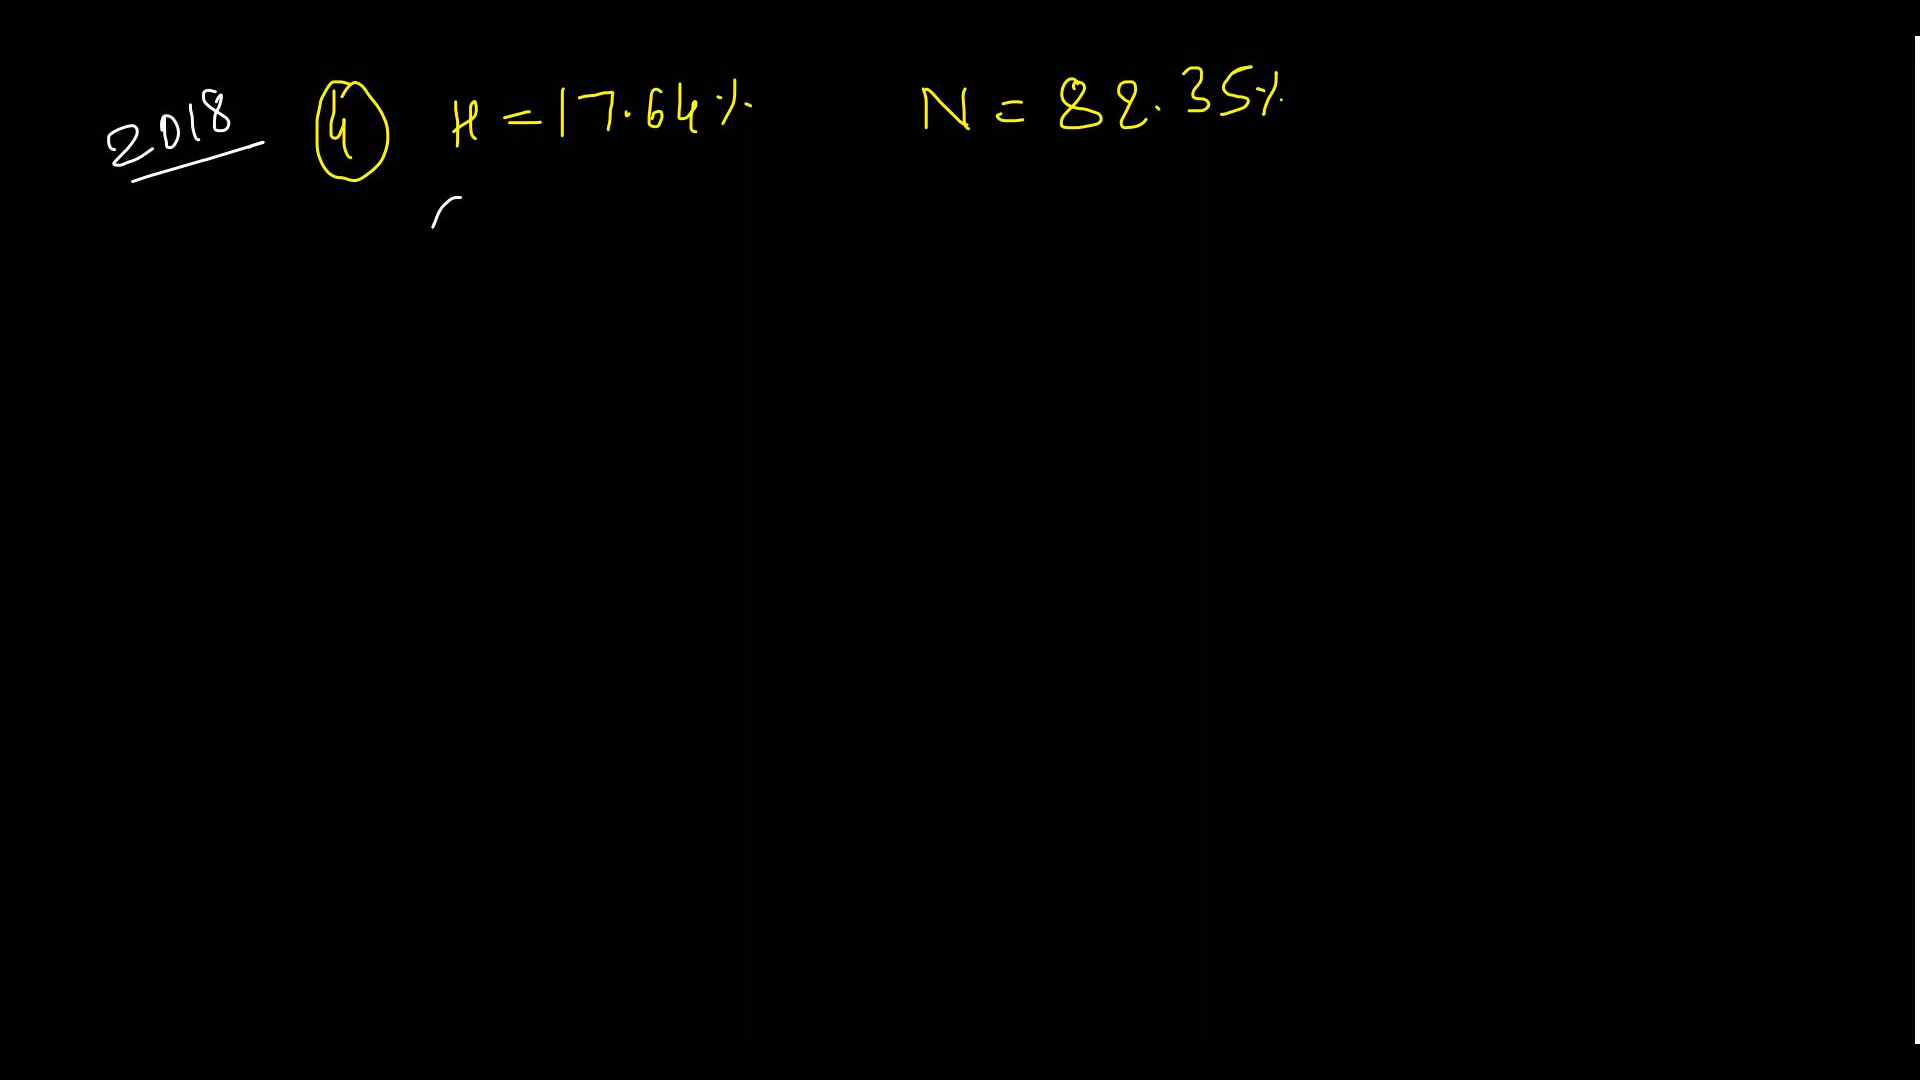 2018 4 H = 17.64% N = 82.35%